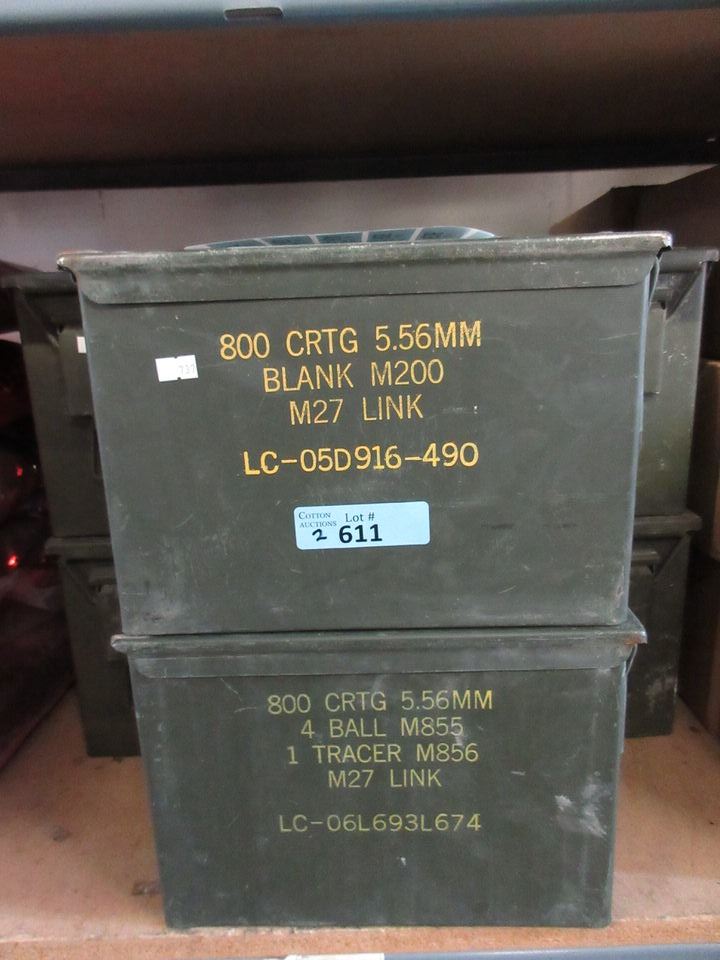 800 CRTG 5.56MM
BLANK M200
M27 LINK
LC-05D916-490
737
COTTON AUCTIONS
Lot #
2 611
800 CRTG 5.56MM
4 BALL M855
1 TRACER M856
M27 LINK
LC-06L693L674